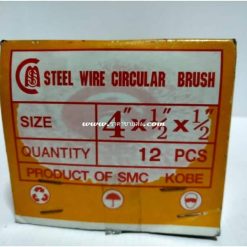 STEEL WIRE CIRCULAR BRUSH
SIZE 4"x½"x½"
QUANTITY 12 PCS
PRODUCT OF SMC - KOBE